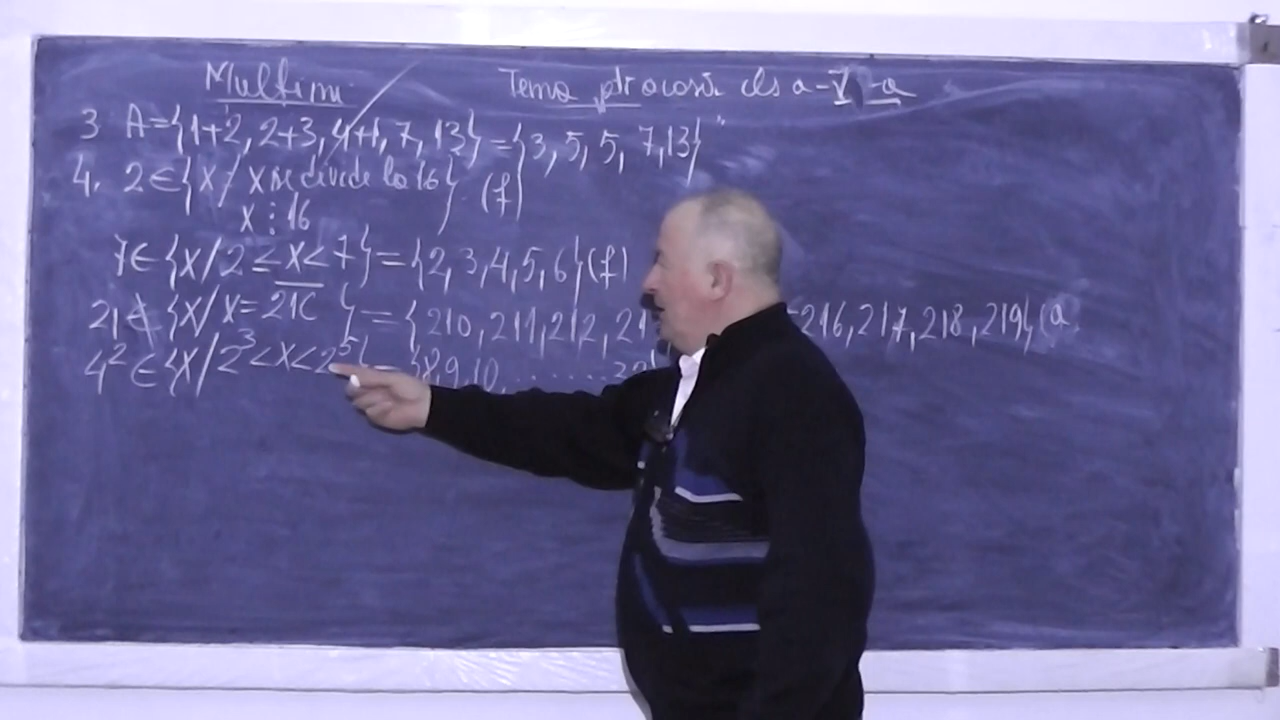 Mulțimi Tema pt acasă cls a-V-a
3 A={1+2, 2+3, 4+1, 7, 13} = {3, 5, 5, 7, 13}
4. 2∈{x/x se divide la 16} (f)
x⋮16
7∈{x/2≤x<7}={2,3,4,5,6}(f)
21∉{x/x=21c}={210,211,212,21 =216,217,218,219}(a
4²∈{x/2³<x<2⁵}={8,9,10,......32}